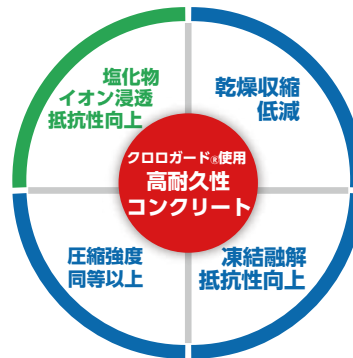 塩化物
イオン浸透
抵抗性向上
乾燥収縮
低減
クロロガード®使用
高耐久性
コンクリート
圧縮強度
同等以上
凍結融解
抵抗性向上